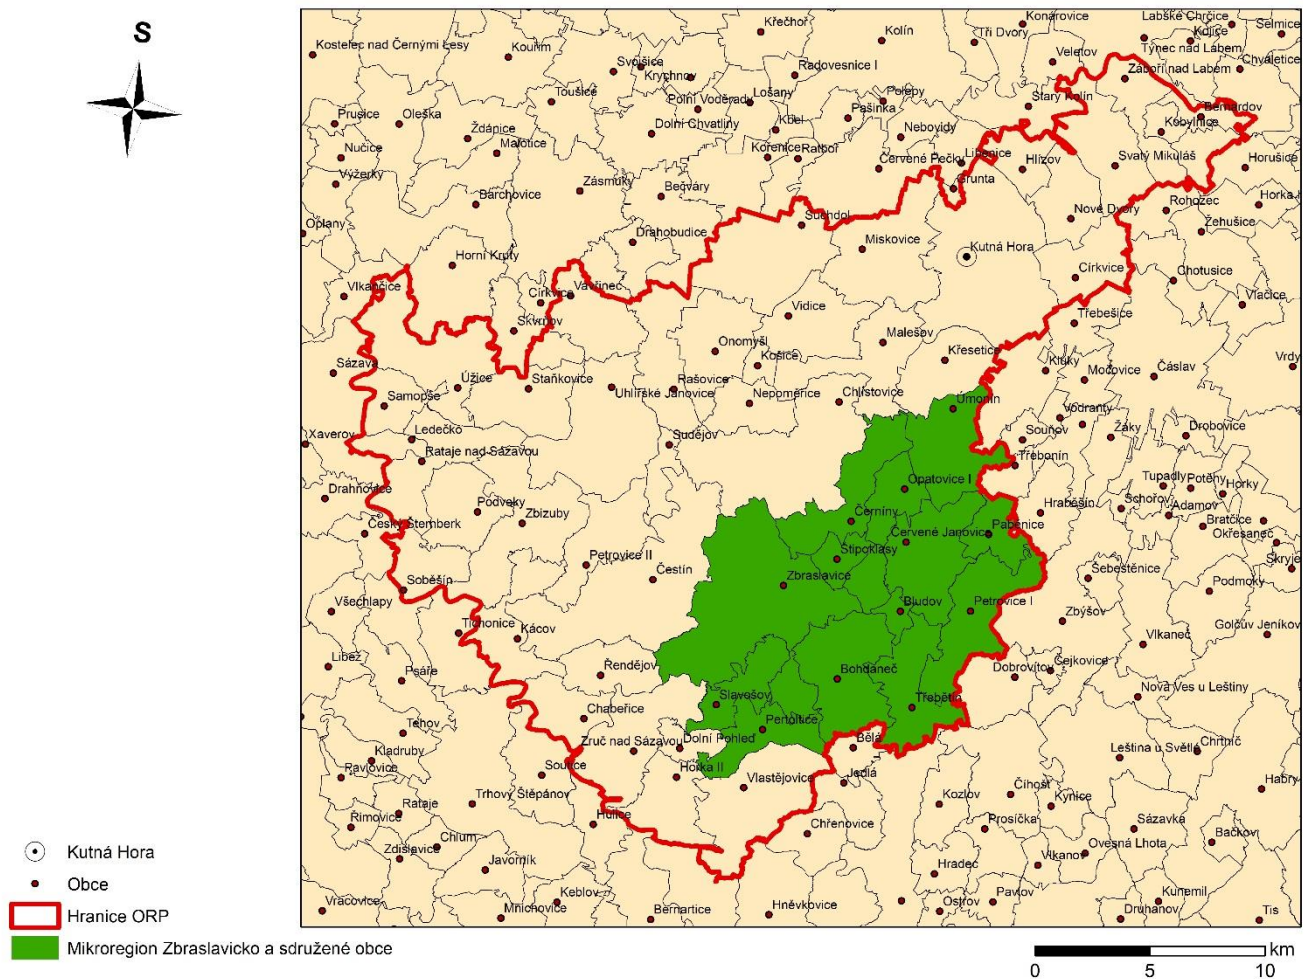 S
Křechoř
Kolín
Konárovice
Labské Chrčice
Kojice
Selmice
Kostelec nad Černými Lesy
Kouřim
Tři Dvory
Týnec nad Labem
Veletov
Svojšice
Krychnov
Radovesnice I
Záboří nad Labem
Chvaletice
Toušice
Polní Voděrady
Lošany
Polepy
Pašinka
Starý Kolín
Bernardov
Prusice
Oleška
Ždánice
Dolní Chvatliny
Kbel
Nebovidy
Kobylnice
Nučice
Malotice
Kořenice
Ratboř
Červené Pečky
Libenice
Hlízov
Svatý Mikuláš
Horušice
Výžerky
Barchovice
Zásmuky
Bečváry
Grunta
Oplany
Suchdol
Nové Dvory
Rohozec
Horka I
Žehušice
Drahobudice
Miskovice
Kutná Hora
Horní Kruty
Církvice
Chotusice
Vlkančice
Církvice
Vavřinec
Vidice
Vlačice
Skvrňov
Třebešice
Malešov
Onomyšl
Košice
Křesetice
Sázava
Úžice
Staňkovice
Kluky
Močovice
Čáslav
Vrdy
Samopše
Uhlířské Janovice
Rašovice
Nepoměřice
Chlístovice
Úmonín
Vodranty
Xaverov
Ledečko
Sudějov
Souňov
Žáky
Drobovice
Rataje nad Sázavou
Třebonín
Drahňovice
Opatovice I
Tupadly
Potěhy
Horky
Podveky
Zbizuby
Hraběšín
Schořov
Adamov
Bratčice
Český Šternberk
Černíny
Červené Janovice
Paběnice
Okřesaneč
Petrovice II
Štipoklasy
Skryje
Čestín
Soběšín
Zbraslavice
Šebestěnice
Podmoky
Všechlapy
Bludov
Petrovice I
Zbýšov
Tichonice
Kácov
Vlkaneč
Golčův Jeníkov
Libež
Psáře
Řendějov
Bohdaneč
Dobrovítov
Čejkovice
Slavošov
Třebětín
Nová Ves u Leštiny
Chabeřice
Pertoltice
Tehov
Zruč nad Sázavou
Dolní Pohleď
Bělá
Leština u Světlé
Chrtníč
Kladruby
Pavlovice
Soutice
Horka II
Vlastějovice
Jedlá
Čihošť
Habry
Rataje
Trhový Štěpánov
Kozlov
Kynice
Řimovice
Hulice
Chřenovice
Prosíčka
Sázavka
Bačkov
Zdislavice
Chlum
Ovesná Lhota
Javorník
Hradec
Vlkanov
Vracovice
Keblov
Mnichovice
Bernartice
Hněvkovice
Ostrov
Pavlov
Kunemil
Druhanov
Tis
Kutná Hora
Obce
Hranice ORP
Mikroregion Zbraslavicko a sdružené obce
km
0 5 10